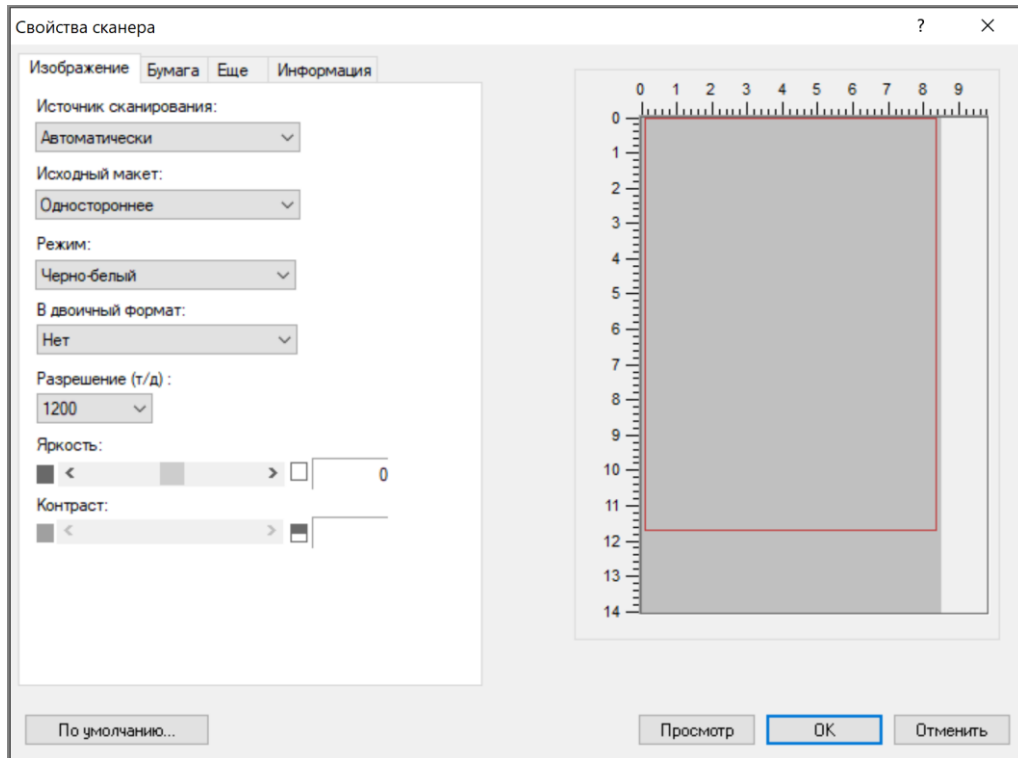 Свойства сканера
Изображение Бумага Еще Информация
Источник сканирования:
Автоматически
Исходный макет:
Одностороннее
Режим:
Черно-белый
В двоичный формат:
Нет
Разрешение (т/д) :
1200
Яркость:
0
Контраст:
0 1 2 3 4 5 6 7 8 9
0
1
2
3
4
5
6
7
8
9
10
11
12
13
14
По умолчанию...
Просмотр OK Отменить